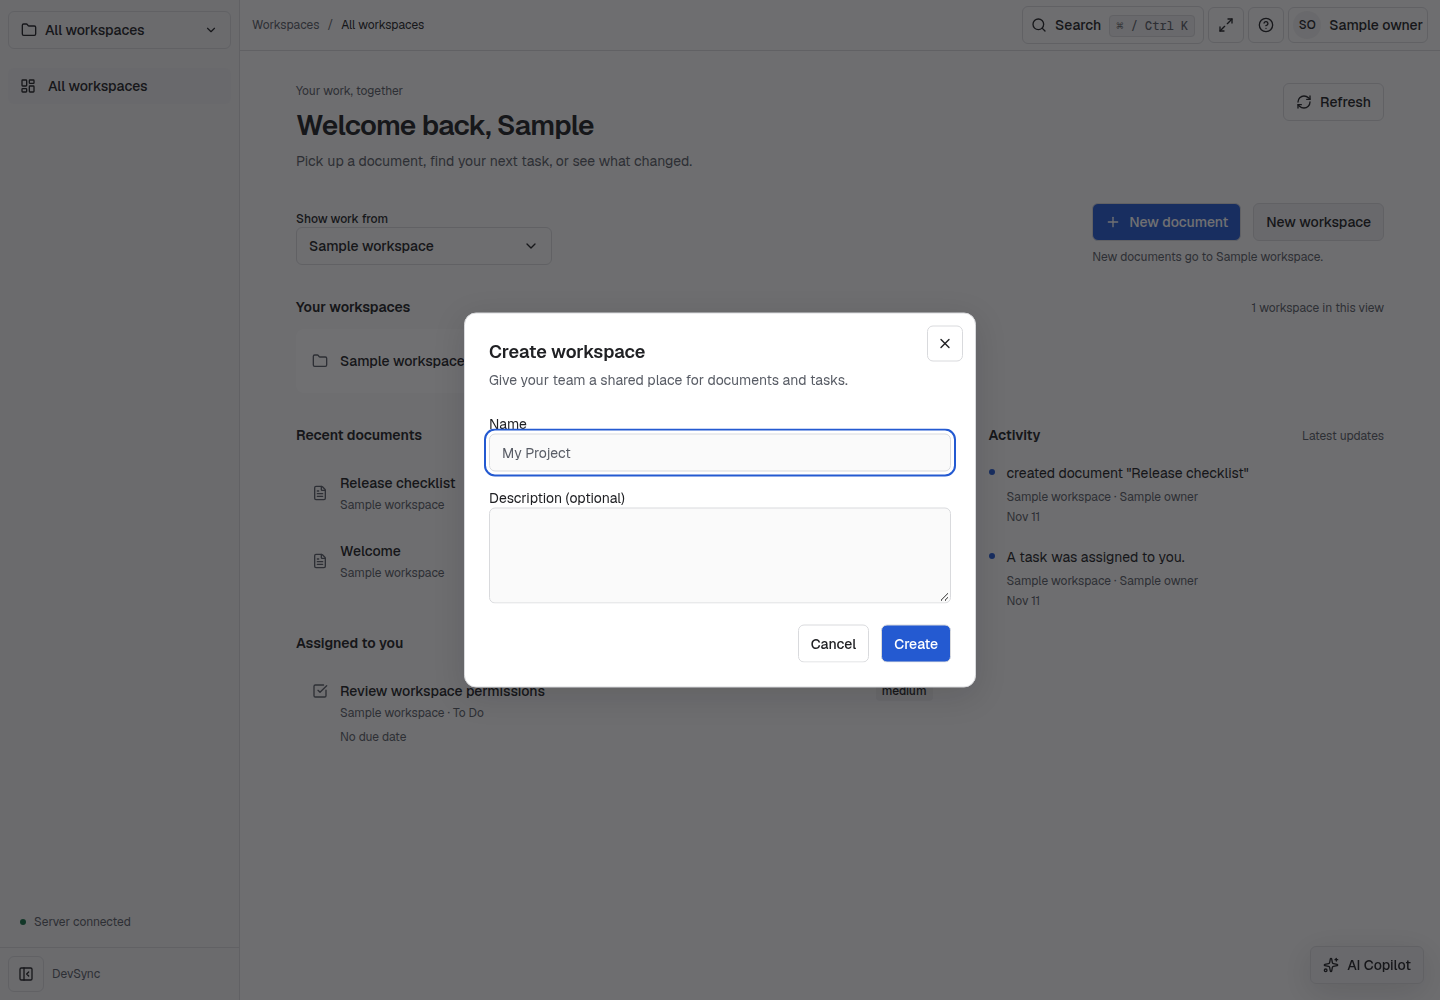 All workspaces
Workspaces / All workspaces
Search ⌘ / Ctrl K
SO Sample owner
All workspaces
Your work, together
Welcome back, Sample
Pick up a document, find your next task, or see what changed.
Refresh
Show work from
Sample workspace
New document
New workspace
New documents go to Sample workspace.
Your workspaces
1 workspace in this view
Sample workspace
Create workspace
Give your team a shared place for documents and tasks.
Name
My Project
Description (optional)
Cancel
Create
Recent documents
Release checklist
Sample workspace
Welcome
Sample workspace
Activity
Latest updates
created document "Release checklist"
Sample workspace · Sample owner
Nov 11
A task was assigned to you.
Sample workspace · Sample owner
Nov 11
Assigned to you
Review workspace permissions
medium
Sample workspace · To Do
No due date
Server connected
DevSync
AI Copilot